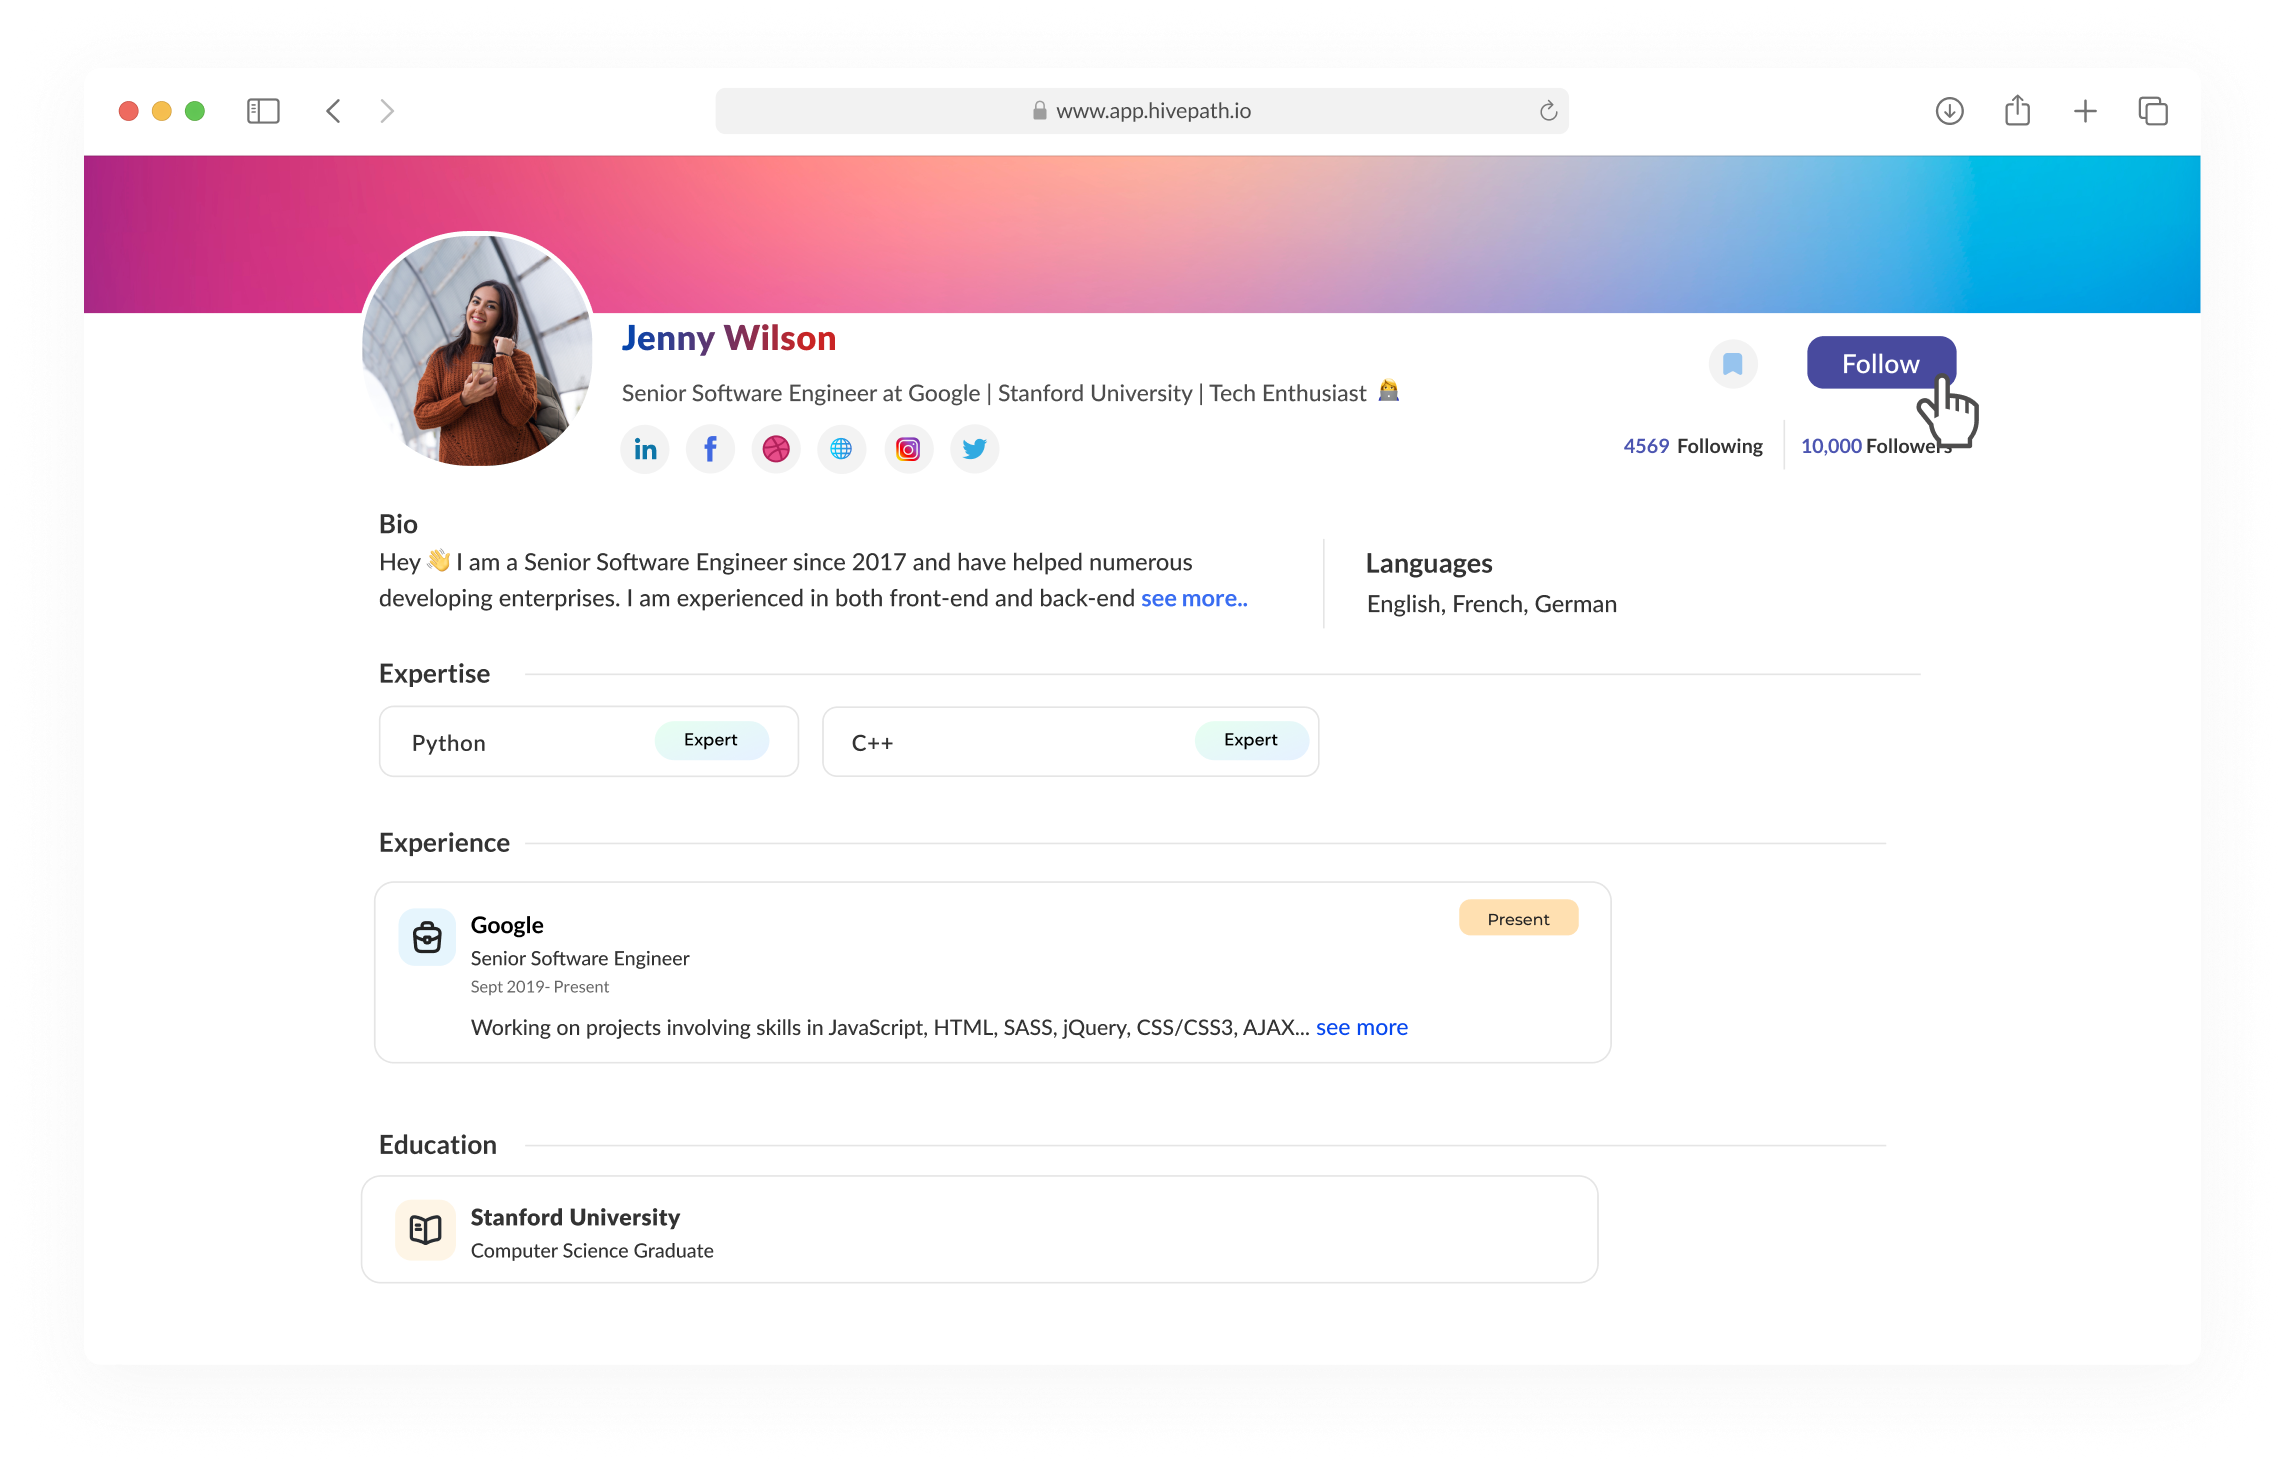 www.app.hivepath.io
Jenny Wilson
Follow
Senior Software Engineer at Google | Stanford University | Tech Enthusiast 👩‍💻
in f
4569 Following
10,000 Followers
Bio
Hey 👋 I am a Senior Software Engineer since 2017 and have helped numerous
developing enterprises. I am experienced in both front-end and back-end see more..
Languages
English, French, German
Expertise
Python Expert
C++ Expert
Experience
Google
Present
Senior Software Engineer
Sept 2019- Present
Working on projects involving skills in JavaScript, HTML, SASS, jQuery, CSS/CSS3, AJAX... see more
Education
Stanford University
Computer Science Graduate